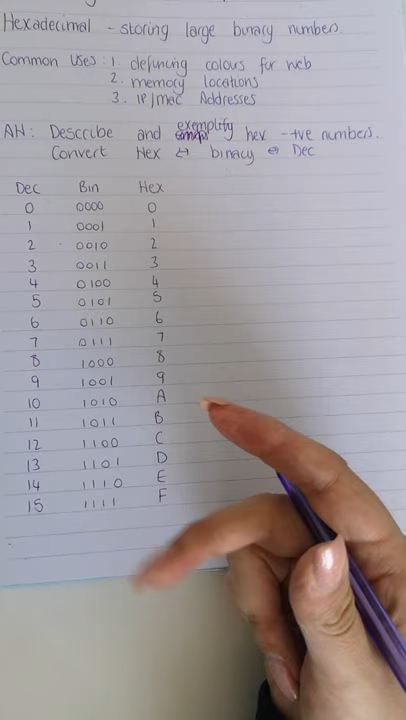 Hexadecimal - storing large binary numbers.
Common Uses: 1. defining colours for web
2. memory locations
3. IP/mac Addresses
AH: Desccribe and exemplify hex -+ve numbers.
Convert Hex ↔ binary ↔ Dec
Dec Bin Hex
0 0000 0
1 0001 1
2 0010 2
3 0011 3
4 0100 4
5 0101 5
6 0110 6
7 0111 7
8 1000 8
9 1001 9
10 1010 A
11 1011 B
12 1100 C
13 1101 D
14 1110 E
15 1111 F